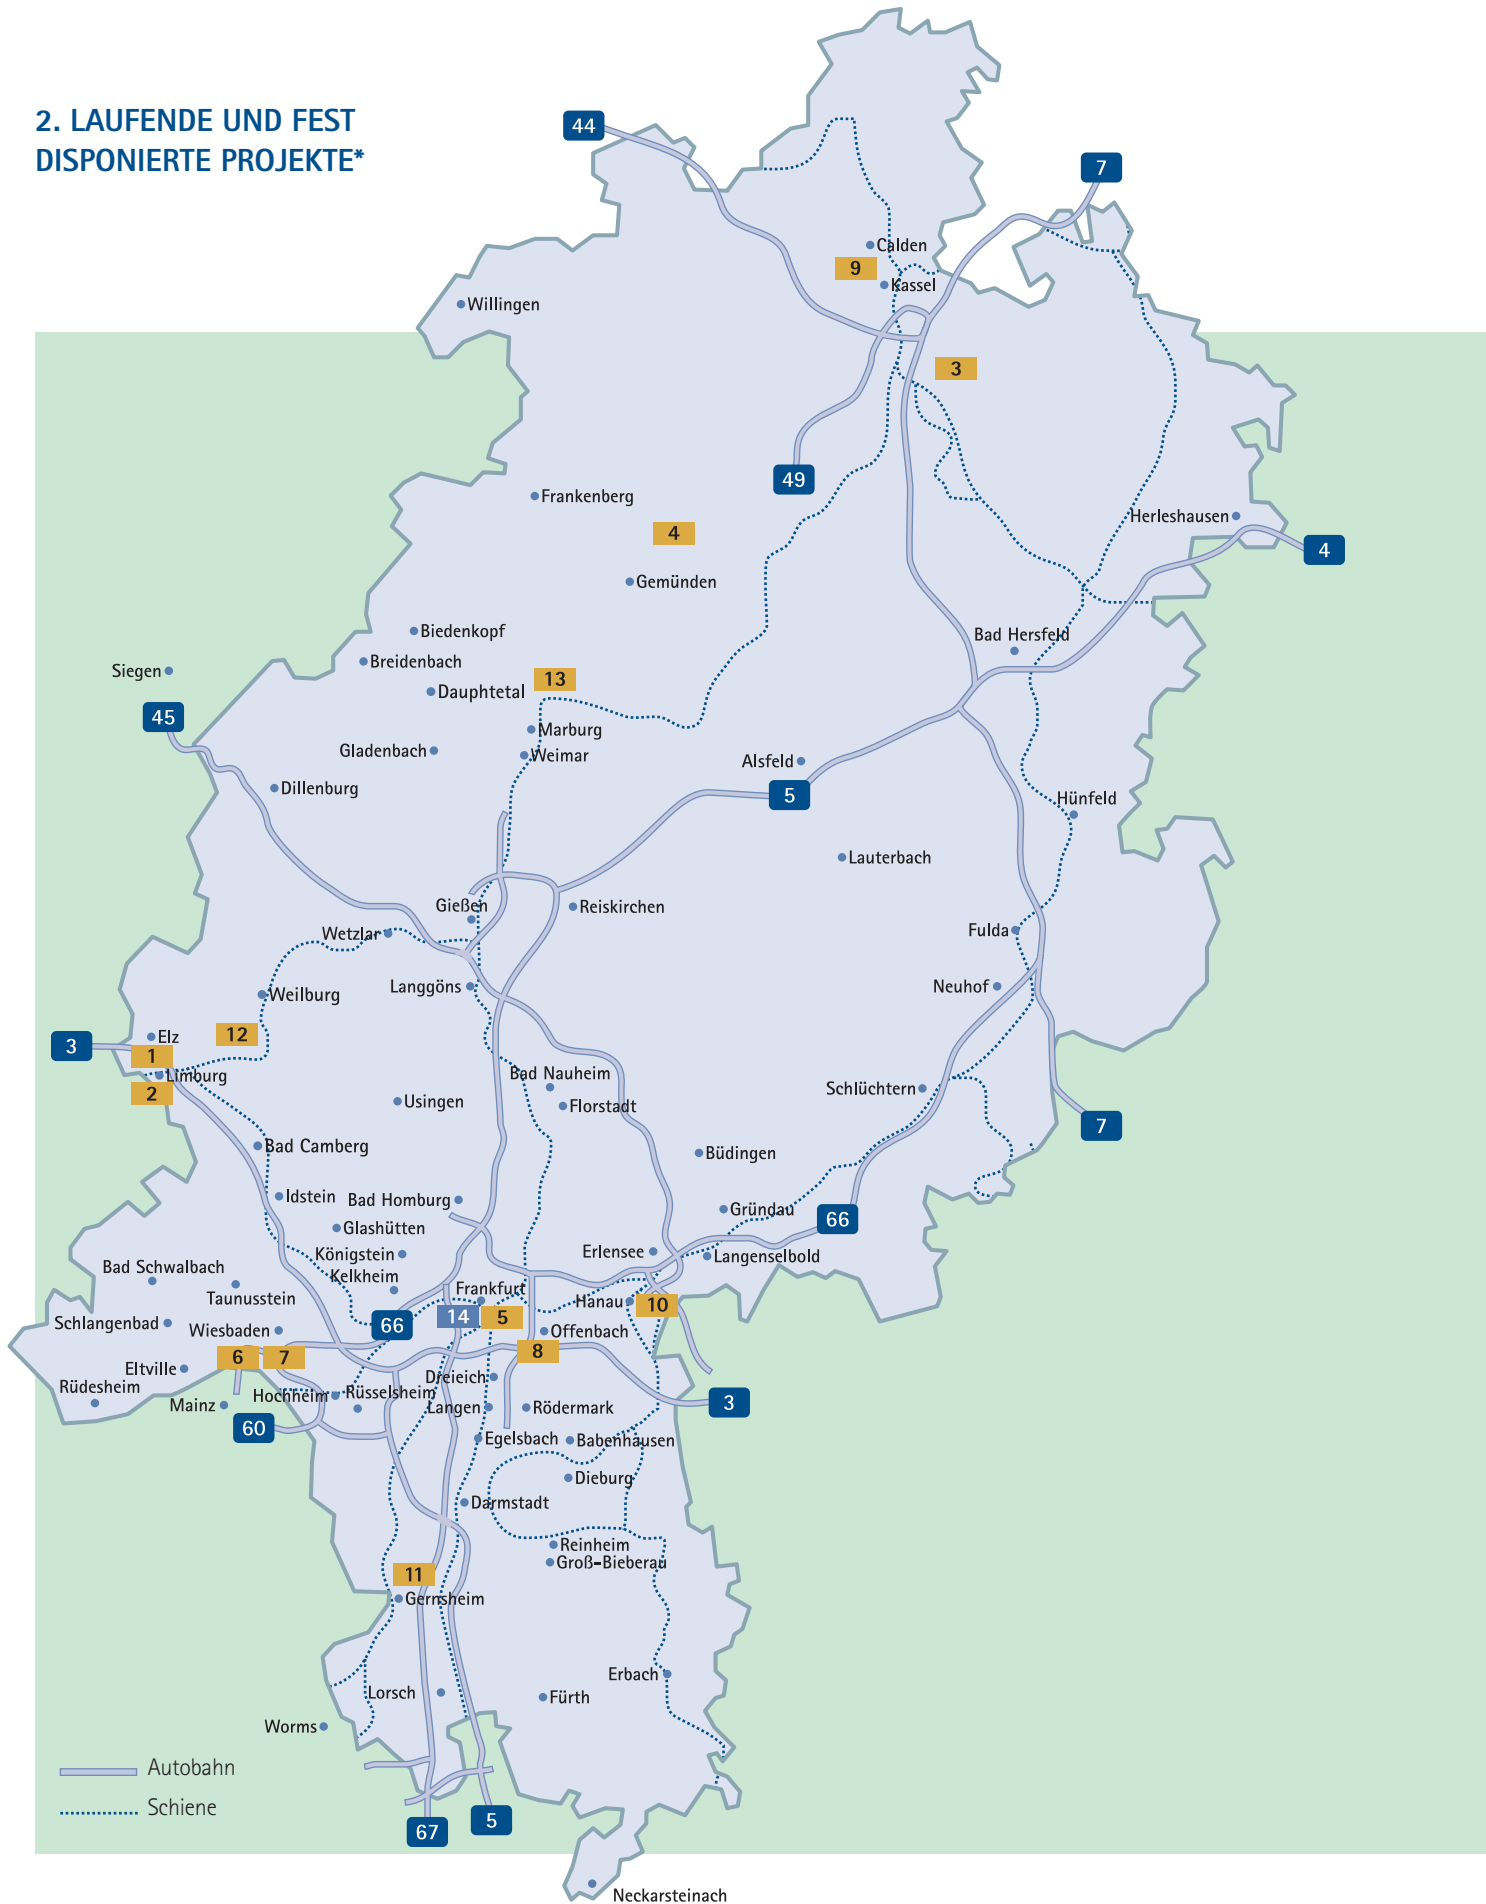 2. LAUFENDE UND FEST
DISPONIERTE PROJEKTE*
44
7
Calden
9
Kassel
Willingen
3
49
Frankenberg
Herleshausen
4
4
Gemünden
Biedenkopf
Bad Hersfeld
Breidenbach
Siegen
13
Dauphtetal
45
Marburg
Gladenbach
Weimar
Alsfeld
Dillenburg
5
Hünfeld
Lauterbach
Gießen
Reiskirchen
Wetzlar
Fulda
Langgöns
Neuhof
Weilburg
12
Elz
3
1
Limburg
Bad Nauheim
Schlüchtern
2
Usingen
Florstadt
7
Bad Camberg
Büdingen
Idstein
Bad Homburg
Gründau
66
Glashütten
Königstein
Erlensee
Langenselbold
Bad Schwalbach
Kelkheim
Taunusstein
Frankfurt
Hanau
10
Schlangenbad
Wiesbaden
66
14
5
Offenbach
6
7
8
Eltville
Dreieich
Rüdesheim
Hochheim
Rüsselsheim
Mainz
Langen
Rödermark
3
60
Egelsbach
Babenhausen
Dieburg
Darmstadt
Reinheim
Groß-Bieberau
11
Gernsheim
Erbach
Lorsch
Fürth
Worms
Autobahn
Schiene
67
5
Neckarsteinach